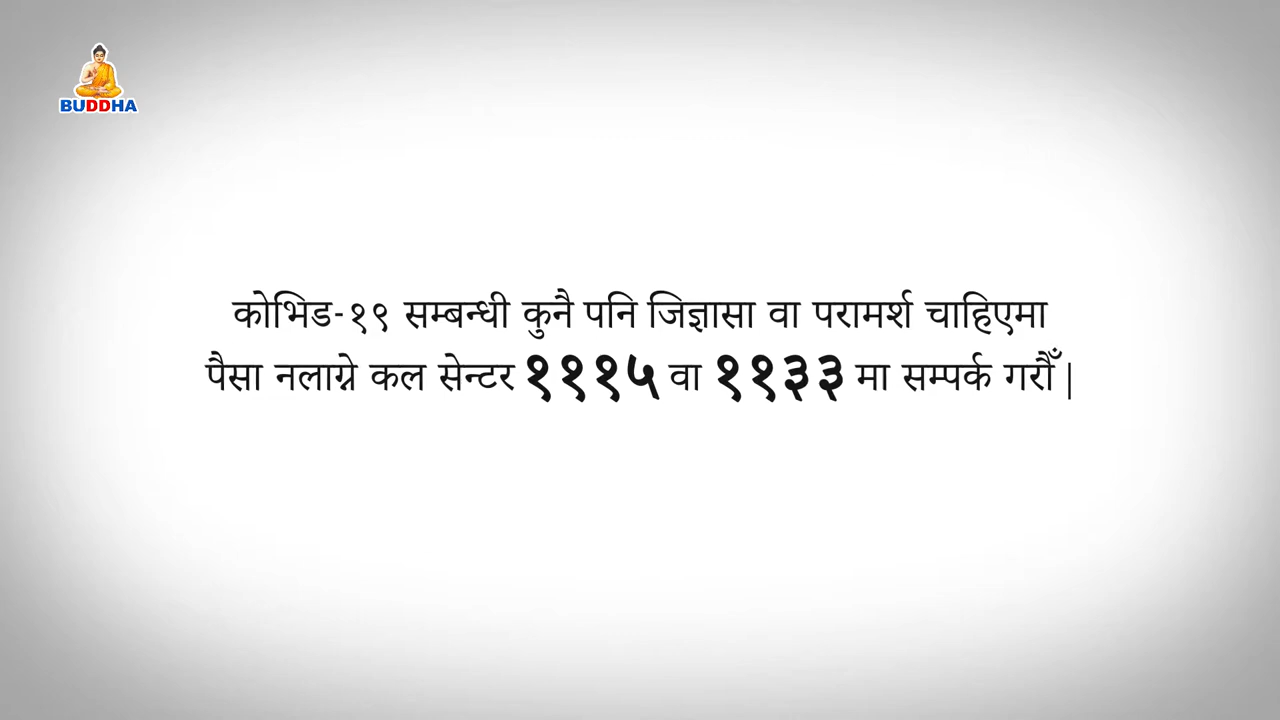 BUDDHA
कोभिड-१९ सम्बन्धी कुनै पनि जिज्ञासा वा परामर्श चाहिएमा
पैसा नलाग्ने कल सेन्टर १११५ वा ११३३ मा सम्पर्क गरौँ |